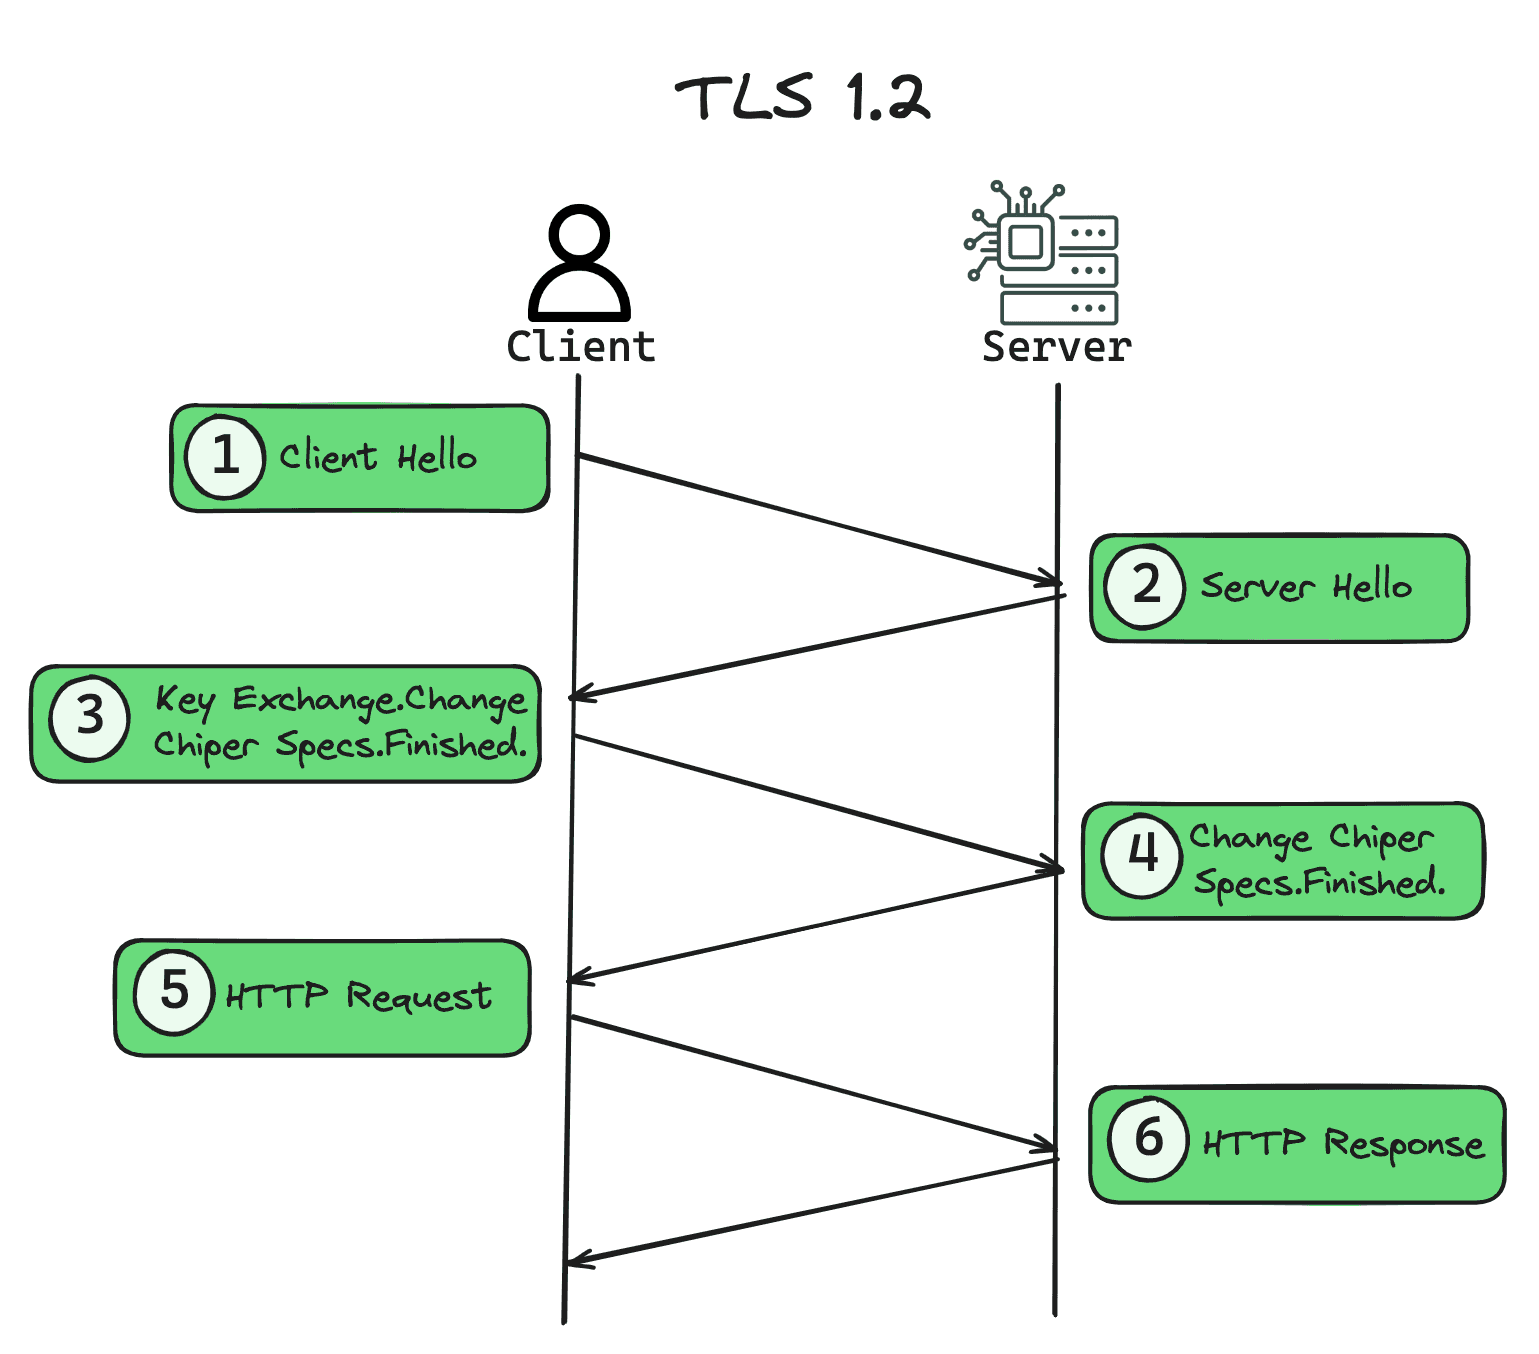 TLS 1.2
Client
Server
1
Client Hello
2
Server Hello
3
Key Exchange.Change
Chiper Specs.Finished.
4
Change Chiper
Specs.Finished.
5
HTTP Request
6
HTTP Response